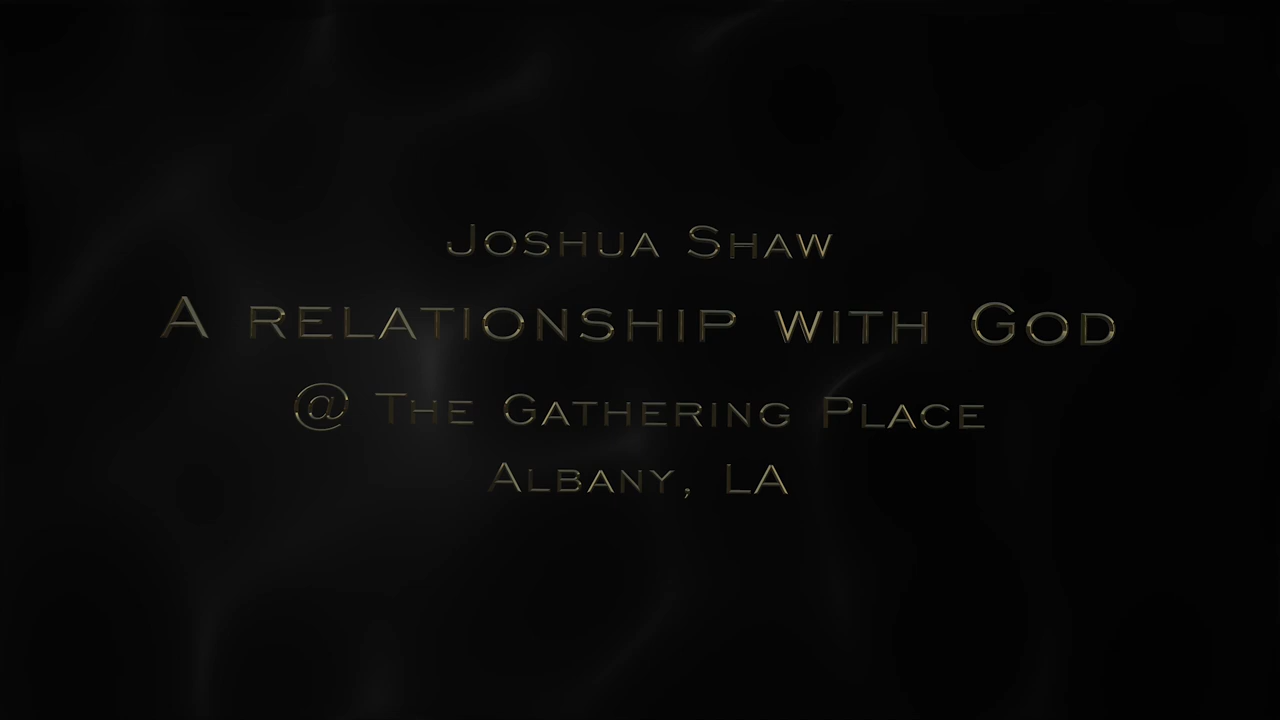 Joshua Shaw
A relationship with God
@ The Gathering Place
Albany, LA